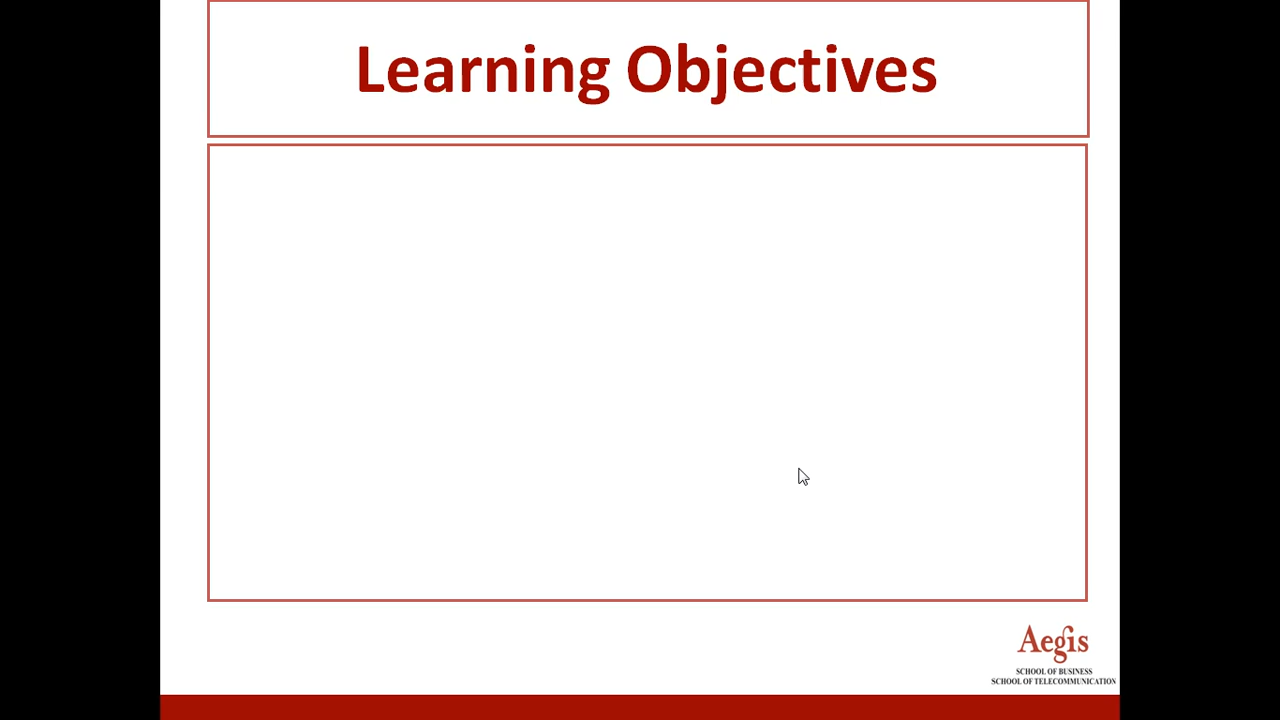 Learning Objectives
Aegis
SCHOOL OF BUSINESS
SCHOOL OF TELECOMMUNICATION